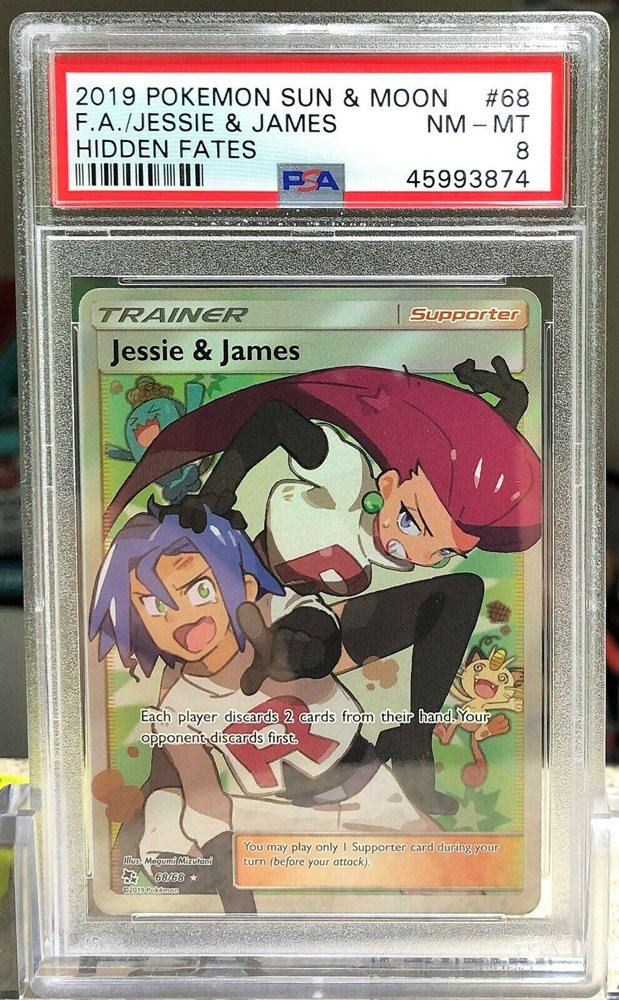 2019 POKEMON SUN & MOON #68
F.A./JESSIE & JAMES NM - MT
HIDDEN FATES 8
PSA 45993874
TRAINER Supporter
Jessie & James
R
Each player discards 2 cards from their hand. Your
opponent discards first.
R
You may play only 1 Supporter card during your
turn (before your attack).
Illus. Megumi Mizutani
68/68
©2019 Pokémon